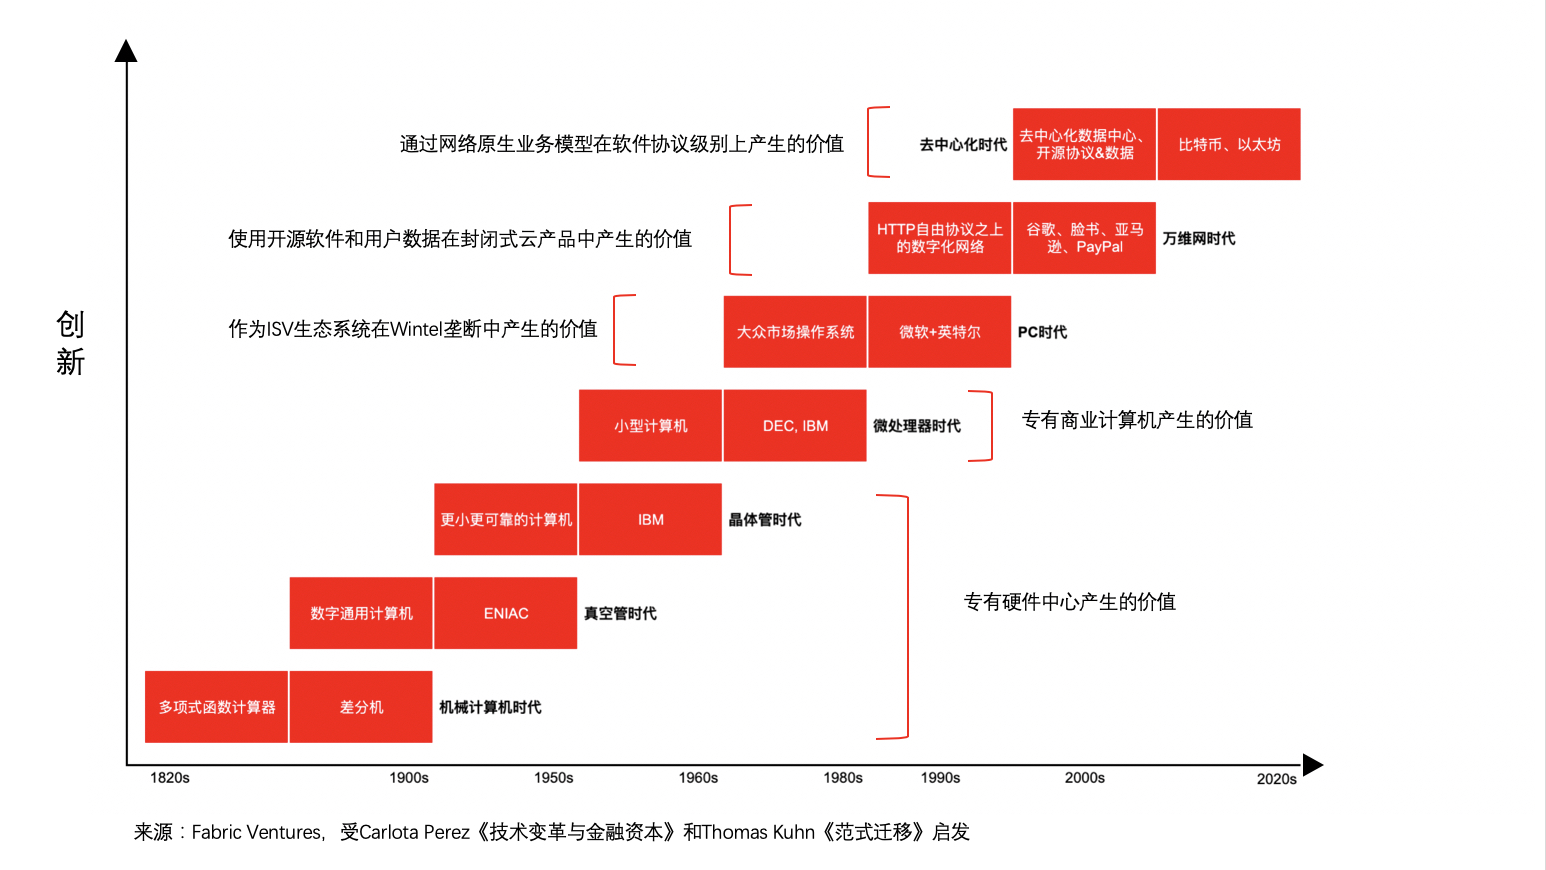 通过网络原生业务模型在软件协议级别上产生的价值
去中心化时代
去中心化数据中心、
开源协议&数据
比特币、以太坊
使用开源软件和用户数据在封闭式云产品中产生的价值
HTTP自由协议之上
的数字化网络
谷歌、脸书、亚马
逊、PayPal
万维网时代
创
新
作为ISV生态系统在Wintel垄断中产生的价值
大众市场操作系统
微软+英特尔
PC时代
小型计算机
DEC, IBM
微处理器时代
专有商业计算机产生的价值
更小更可靠的计算机
IBM
晶体管时代
专有硬件中心产生的价值
数字通用计算机
ENIAC
真空管时代
多项式函数计算器
差分机
机械计算机时代
1820s
1900s
1950s
1960s
1980s
1990s
2000s
2020s
来源：Fabric Ventures， 受Carlota Perez《技术变革与金融资本》和Thomas Kuhn《范式迁移》启发